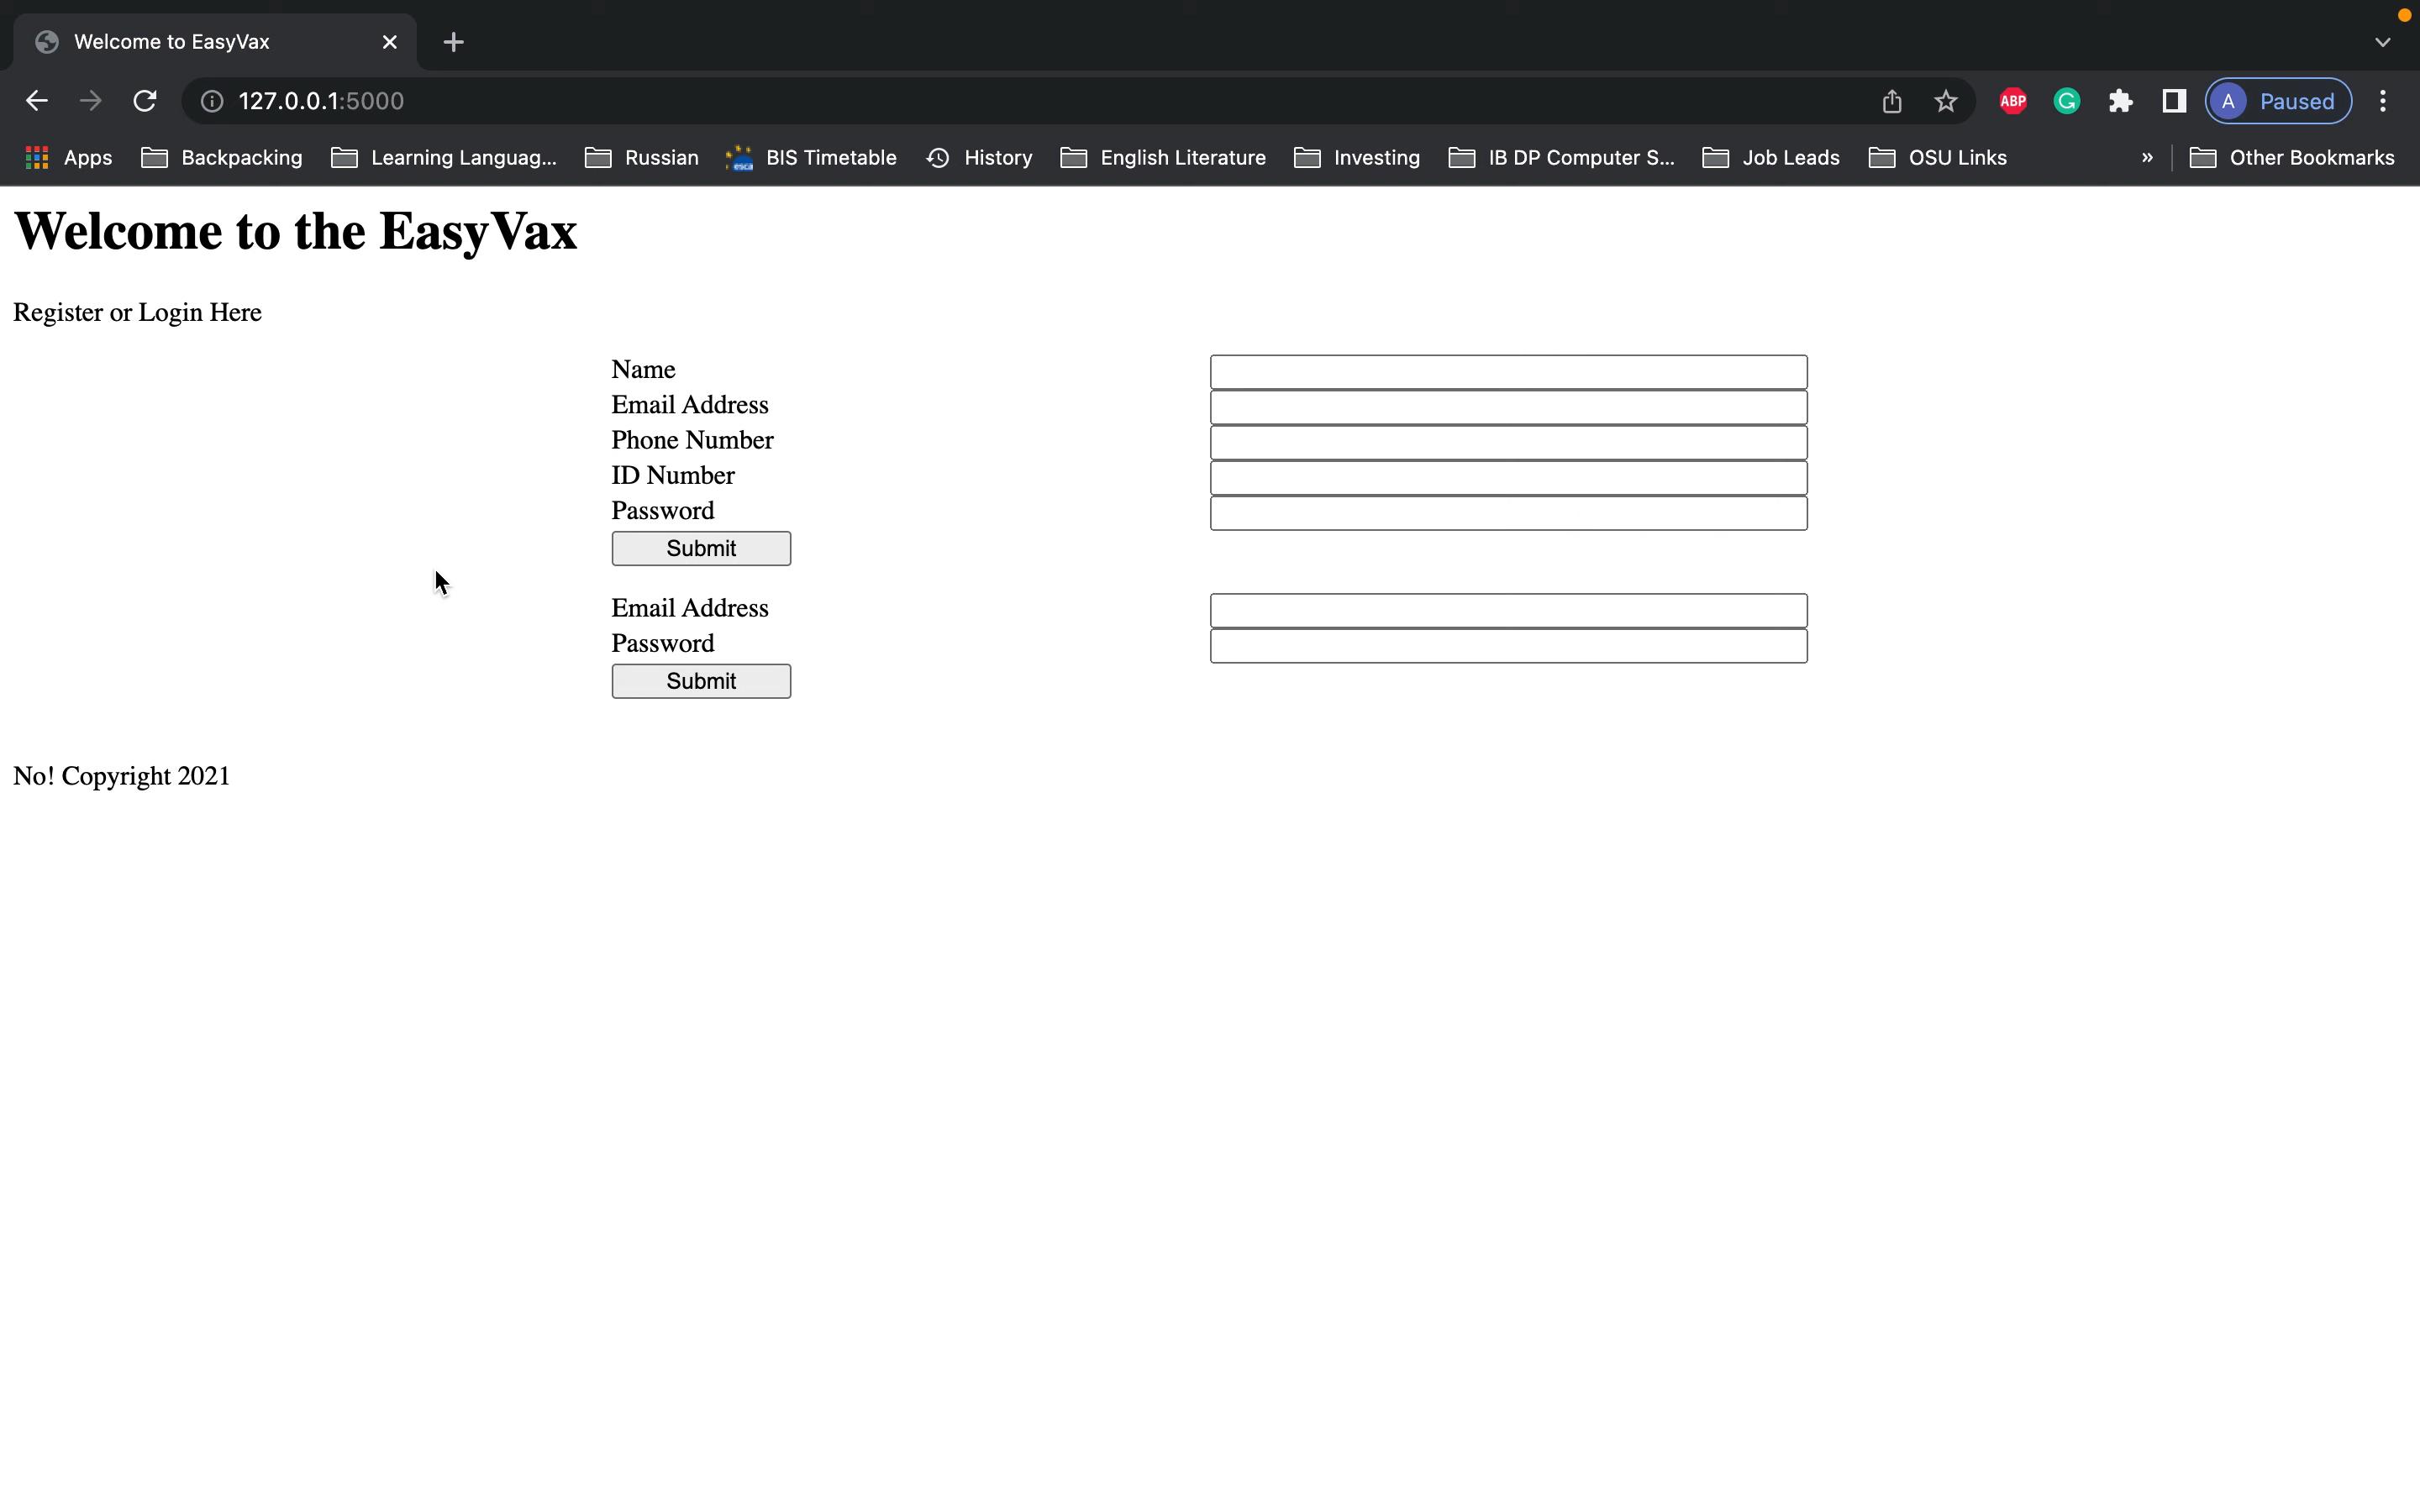 Welcome to EasyVax
127.0.0.1:5000
ABP
A Paused
Apps Backpacking Learning Languag... Russian BIS Timetable History English Literature Investing IB DP Computer S... Job Leads OSU Links » Other Bookmarks
Welcome to the EasyVax
Register or Login Here
Name
Email Address
Phone Number
ID Number
Password
Submit
Email Address
Password
Submit
No! Copyright 2021